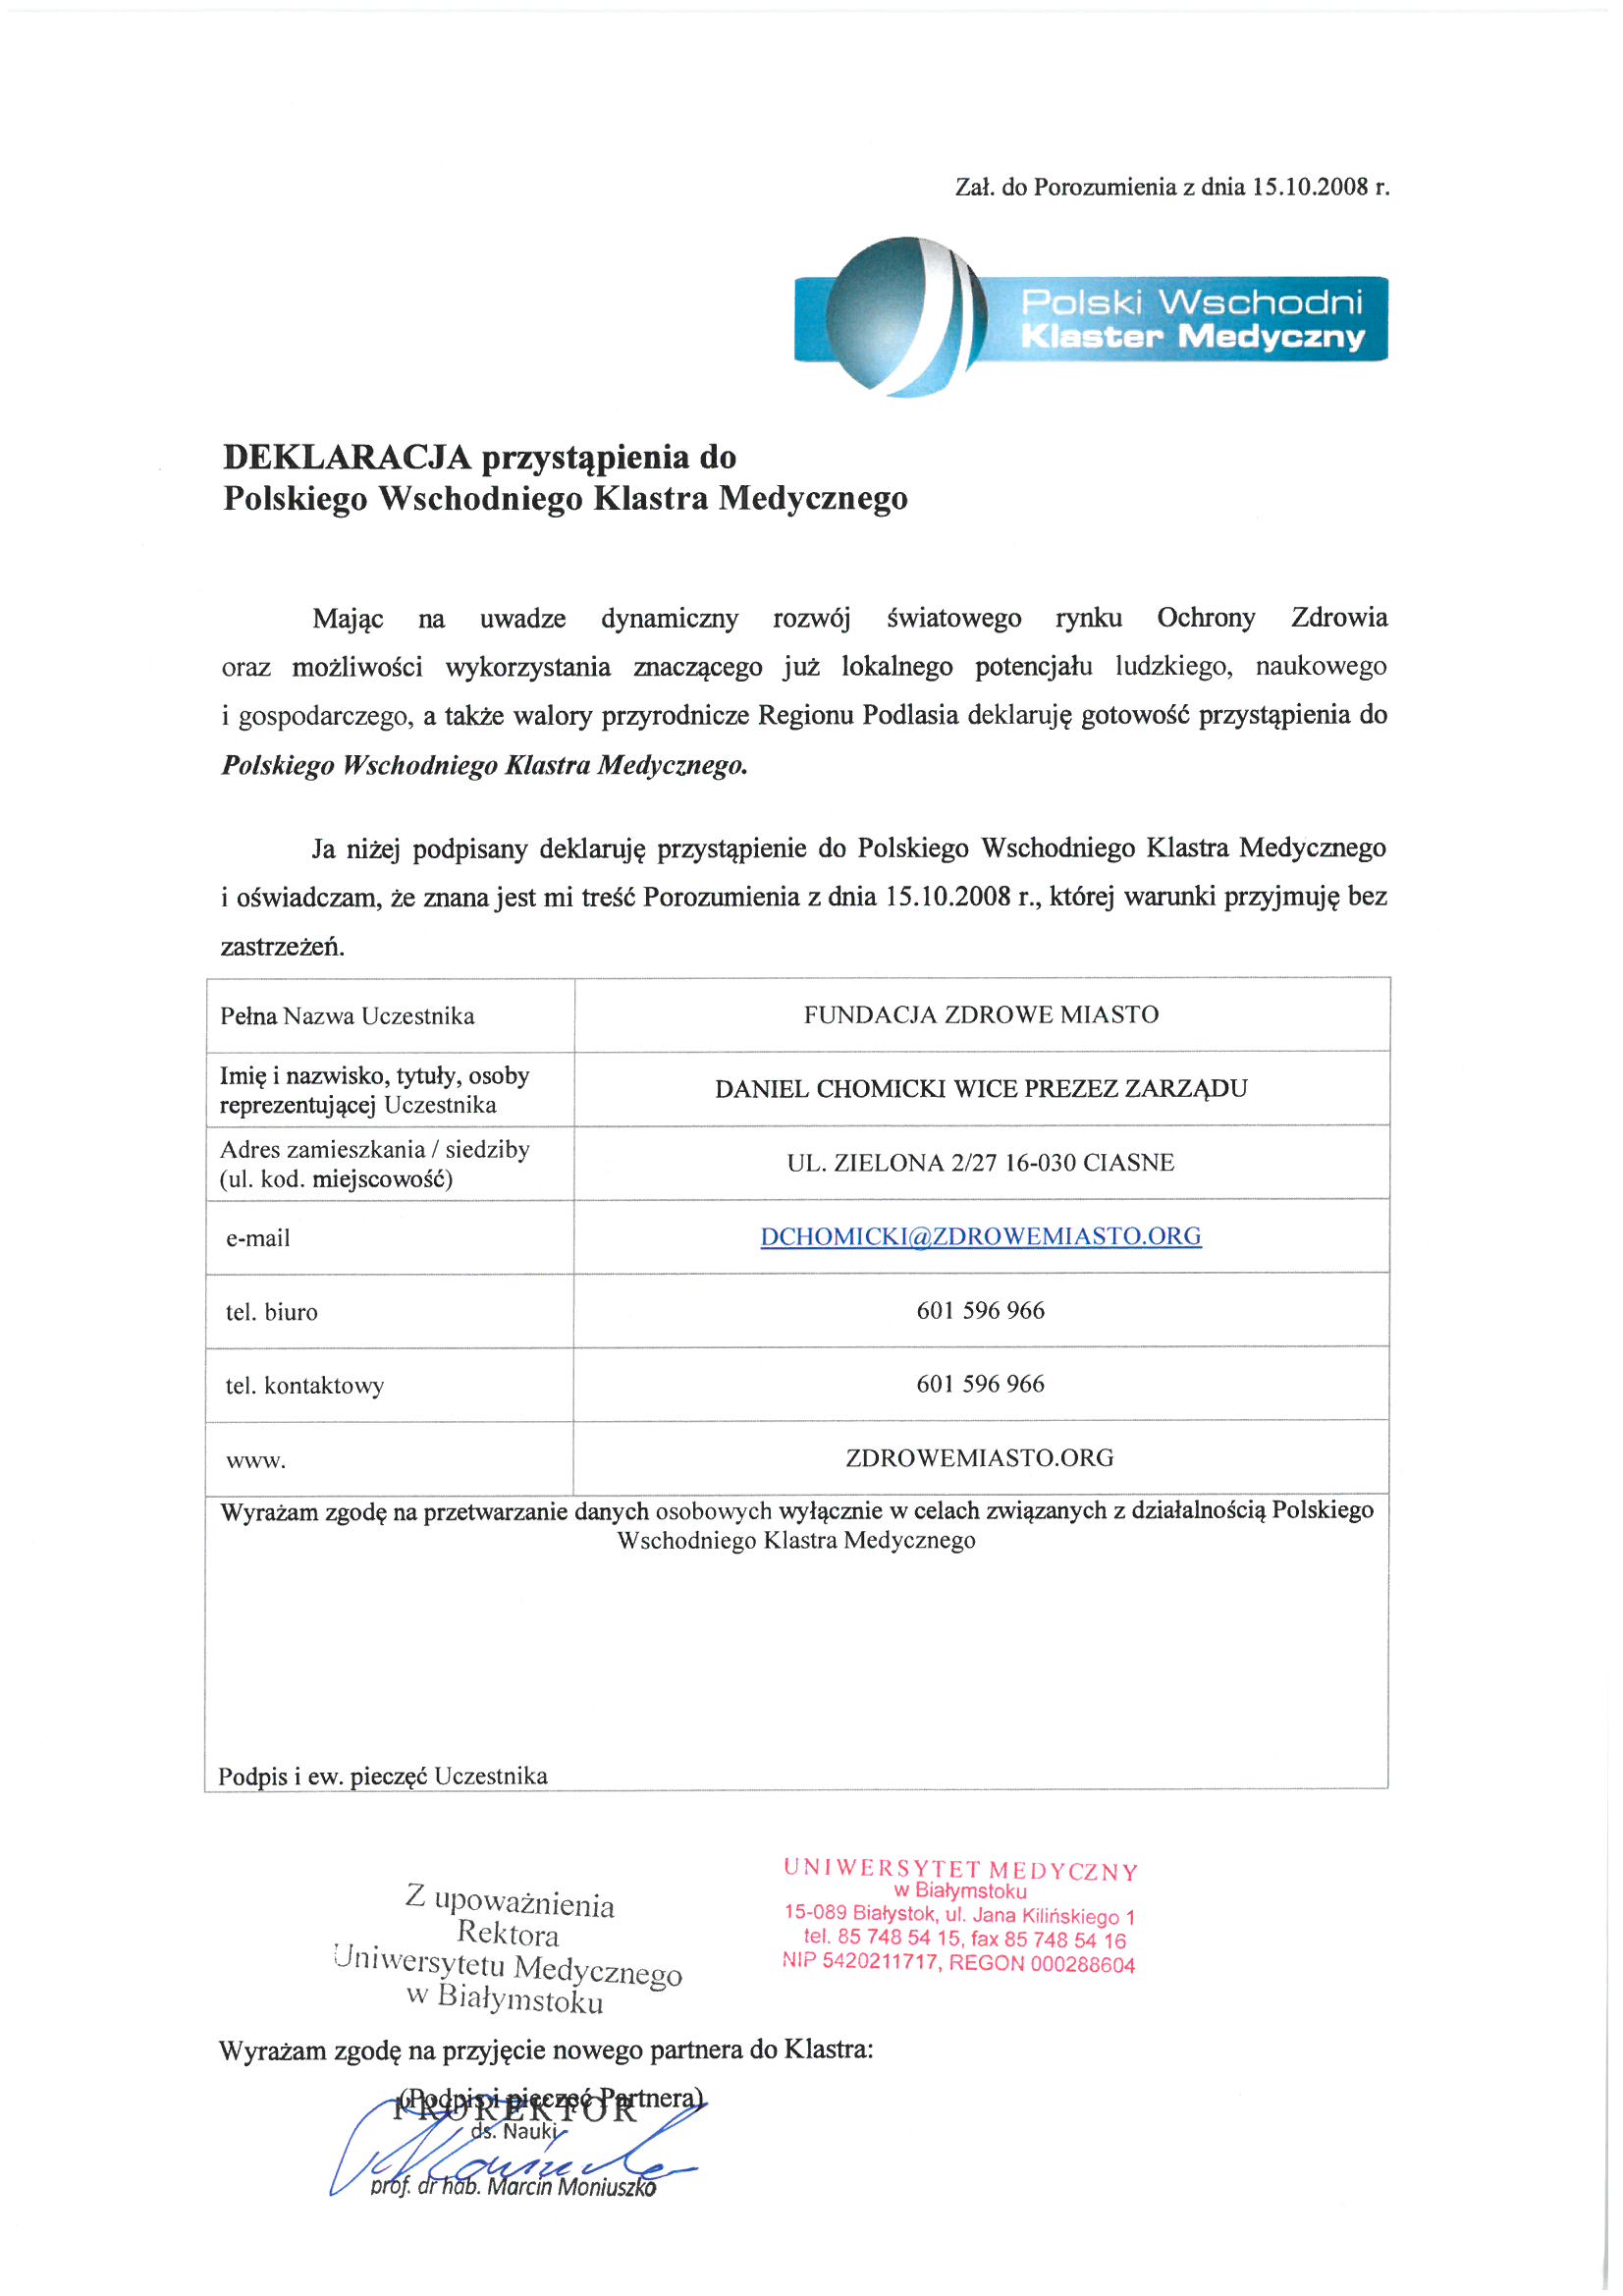 Zał. do Porozumienia z dnia 15.10.2008 r.
Polski Wschodni
Klaster Medyczny
DEKLARACJA przystąpienia do
Polskiego Wschodniego Klastra Medycznego
Mając na uwadze dynamiczny rozwój światowego rynku Ochrony Zdrowia
oraz możliwości wykorzystania znaczącego już lokalnego potencjału ludzkiego, naukowego
i gospodarczego, a także walory przyrodnicze Regionu Podlasia deklaruję gotowość przystąpienia do
Polskiego Wschodniego Klastra Medycznego.
Ja niżej podpisany deklaruję przystąpienie do Polskiego Wschodniego Klastra Medycznego
i oświadczam, że znana jest mi treść Porozumienia z dnia 15.10.2008 r., której warunki przyjmuję bez
zastrzeżeń.
Pełna Nazwa Uczestnika FUNDACJA ZDROWE MIASTO
Imię i nazwisko, tytuły, osoby
reprezentującej Uczestnika
DANIEL CHOMICKI WICE PREZEZ ZARZĄDU
Adres zamieszkania / siedziby
(ul. kod. miejscowość)
UL. ZIELONA 2/27 16-030 CIASNE
e-mail DCHOMICKI@ZDROWEMIASTO.ORG
tel. biuro 601 596 966
tel. kontaktowy 601 596 966
www. ZDROWEMIASTO.ORG
Wyrażam zgodę na przetwarzanie danych osobowych wyłącznie w celach związanych z działalnością Polskiego
Wschodniego Klastra Medycznego
Podpis i ew. pieczęć Uczestnika
Z upoważnienia
Rektora
Uniwersytetu Medycznego
w Białymstoku
UNIWERSYTET MEDYCZNY
w Białymstoku
15-089 Białystok, ul. Jana Kilińskiego 1
tel. 85 748 54 15, fax 85 748 54 16
NIP 5420211717, REGON 000288604
Wyrażam zgodę na przyjęcie nowego partnera do Klastra:
(Podpis i pieczęć Partnera)
PROREKTOR
ds. Nauki
prof. dr hab. Marcin Moniuszko